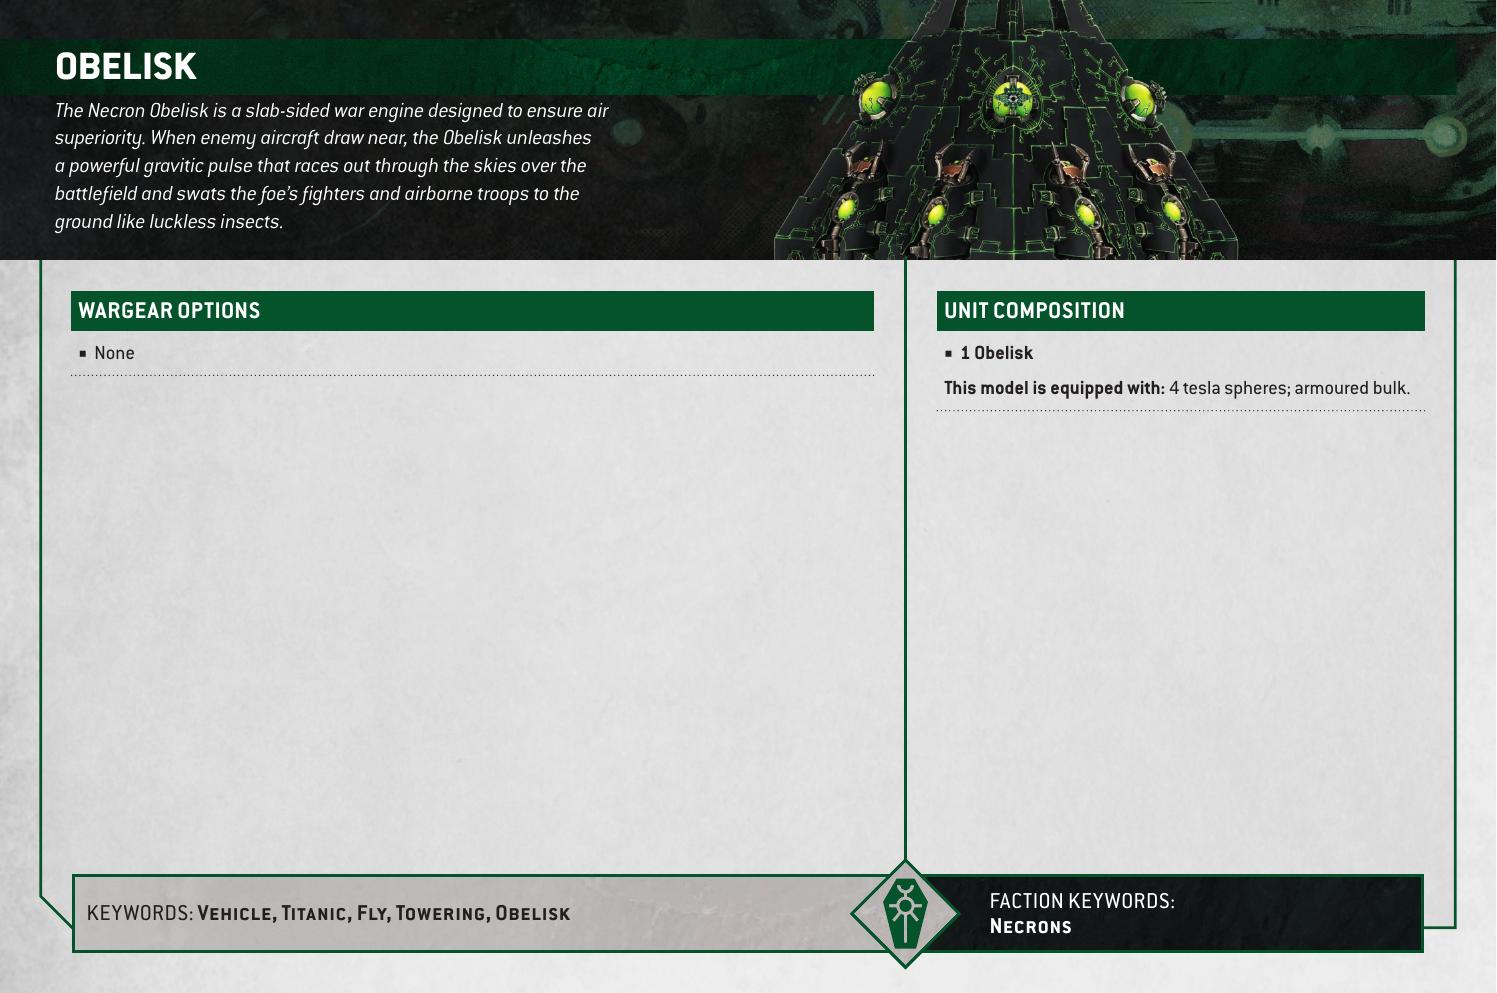 OBELISK
The Necron Obelisk is a slab-sided war engine designed to ensure air
superiority. When enemy aircraft draw near, the Obelisk unleashes
a powerful gravitic pulse that races out through the skies over the
battlefield and swats the foe's fighters and airborne troops to the
ground like luckless insects.
WARGEAR OPTIONS
▪ None
UNIT COMPOSITION
▪ 1 Obelisk
This model is equipped with: 4 tesla spheres; armoured bulk.
KEYWORDS: Vehicle, Titanic, Fly, Towering, Obelisk
FACTION KEYWORDS:
Necrons